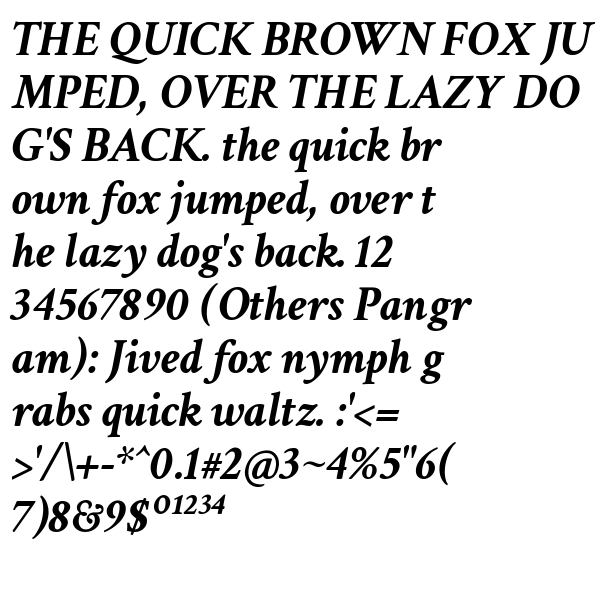 THE QUICK BROWN FOX JU
MPED, OVER THE LAZY DO
G'S BACK. the quick br
own fox jumped, over t
he lazy dog's back. 12
34567890 (Others Pangr
am): Jived fox nymph g
rabs quick waltz. :'<=
>'/\+-*^0.1#2@3~4%5"6(
7)8&9$⁰¹²³⁴